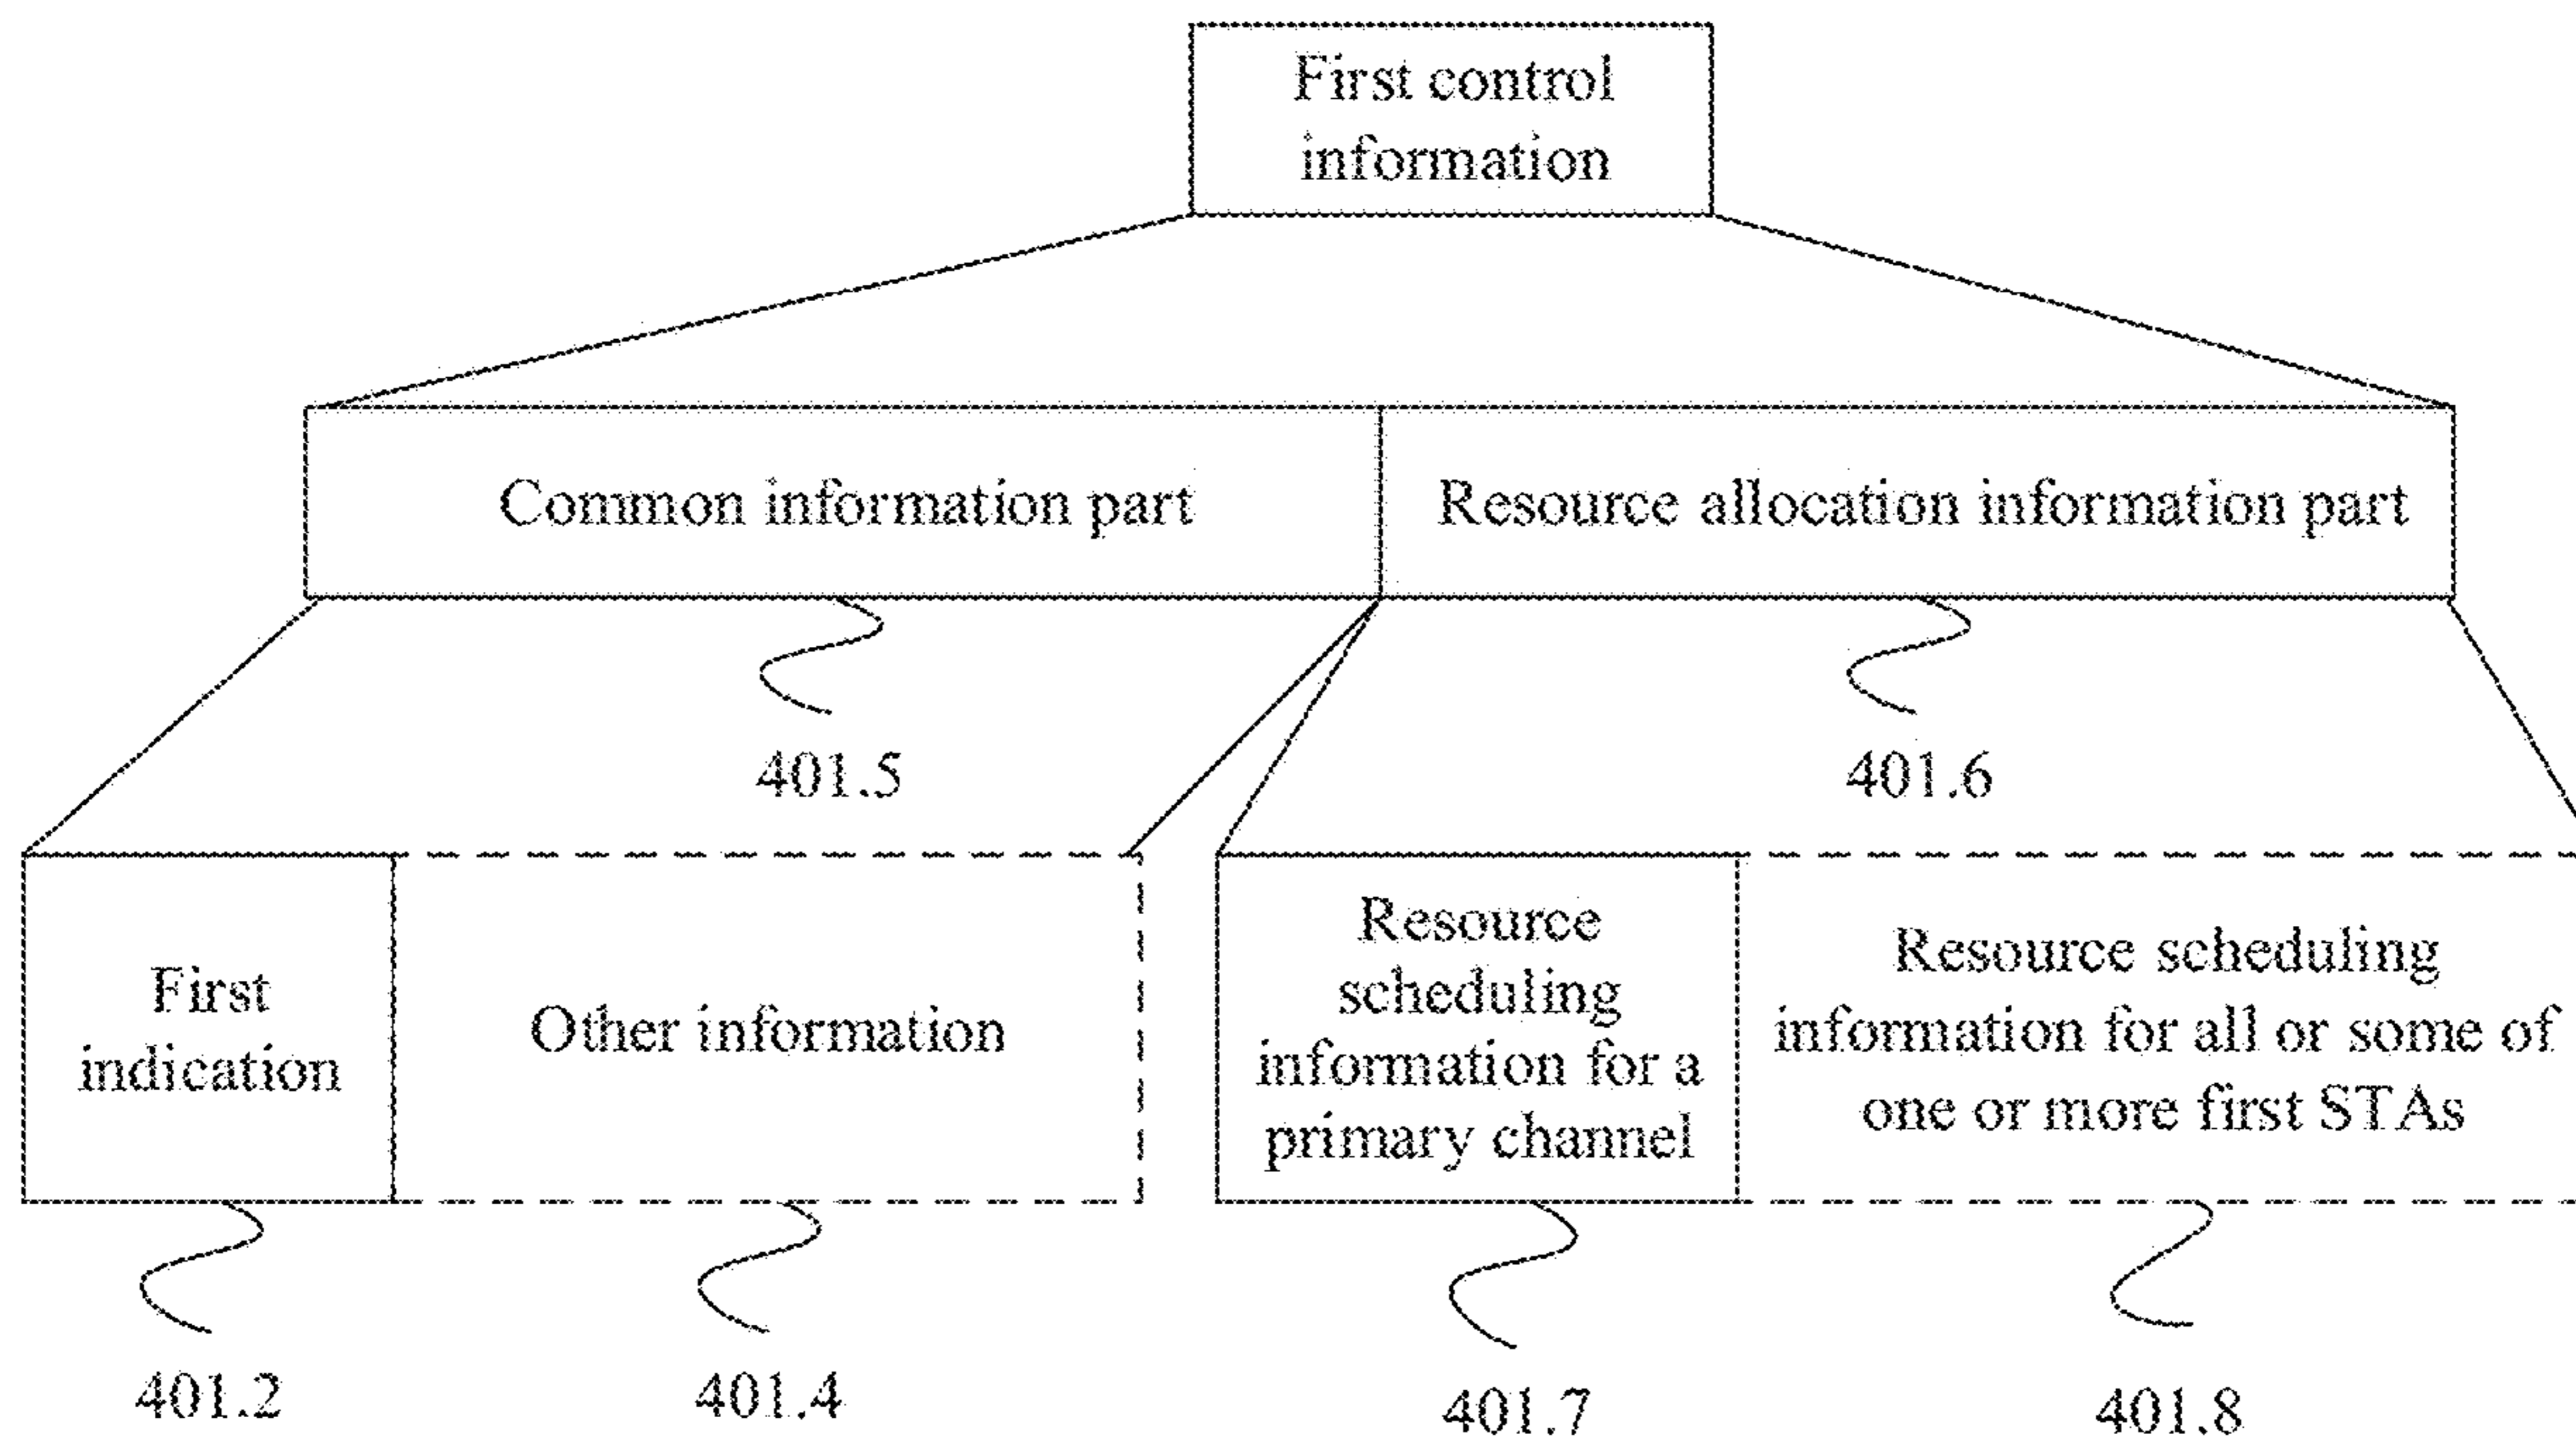 First control
information
Common information part
Resource allocation information part
401.5
401.6
First
indication
Other information
Resource
scheduling
information for a
primary channel
Resource scheduling
information for all or some of
one or more first STAs
401.2
401.4
401.7
401.8